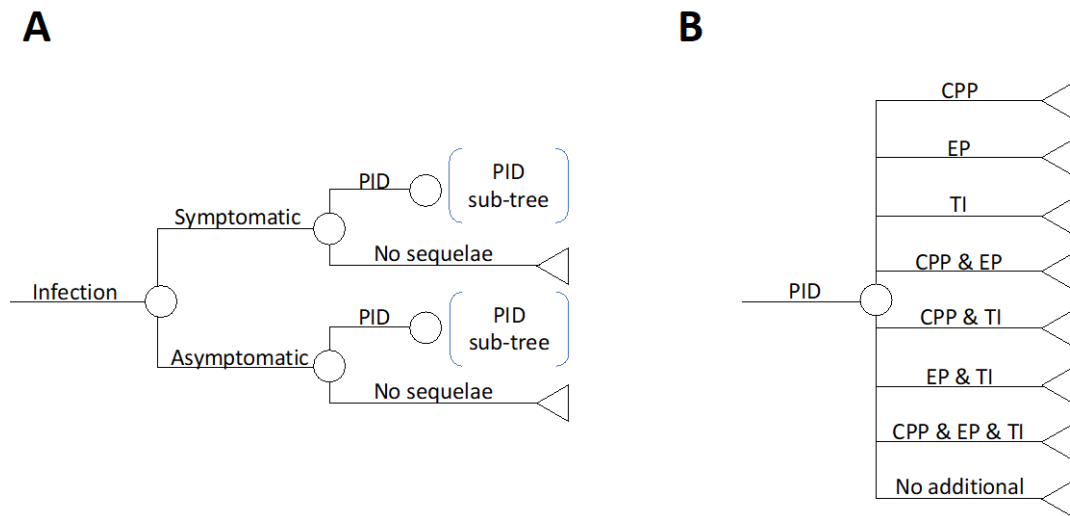 A
B
Infection
Symptomatic
Asymptomatic
PID
PID
sub-tree
No sequelae
PID
PID
sub-tree
No sequelae
PID
CPP
EP
TI
CPP & EP
CPP & TI
EP & TI
CPP & EP & TI
No additional